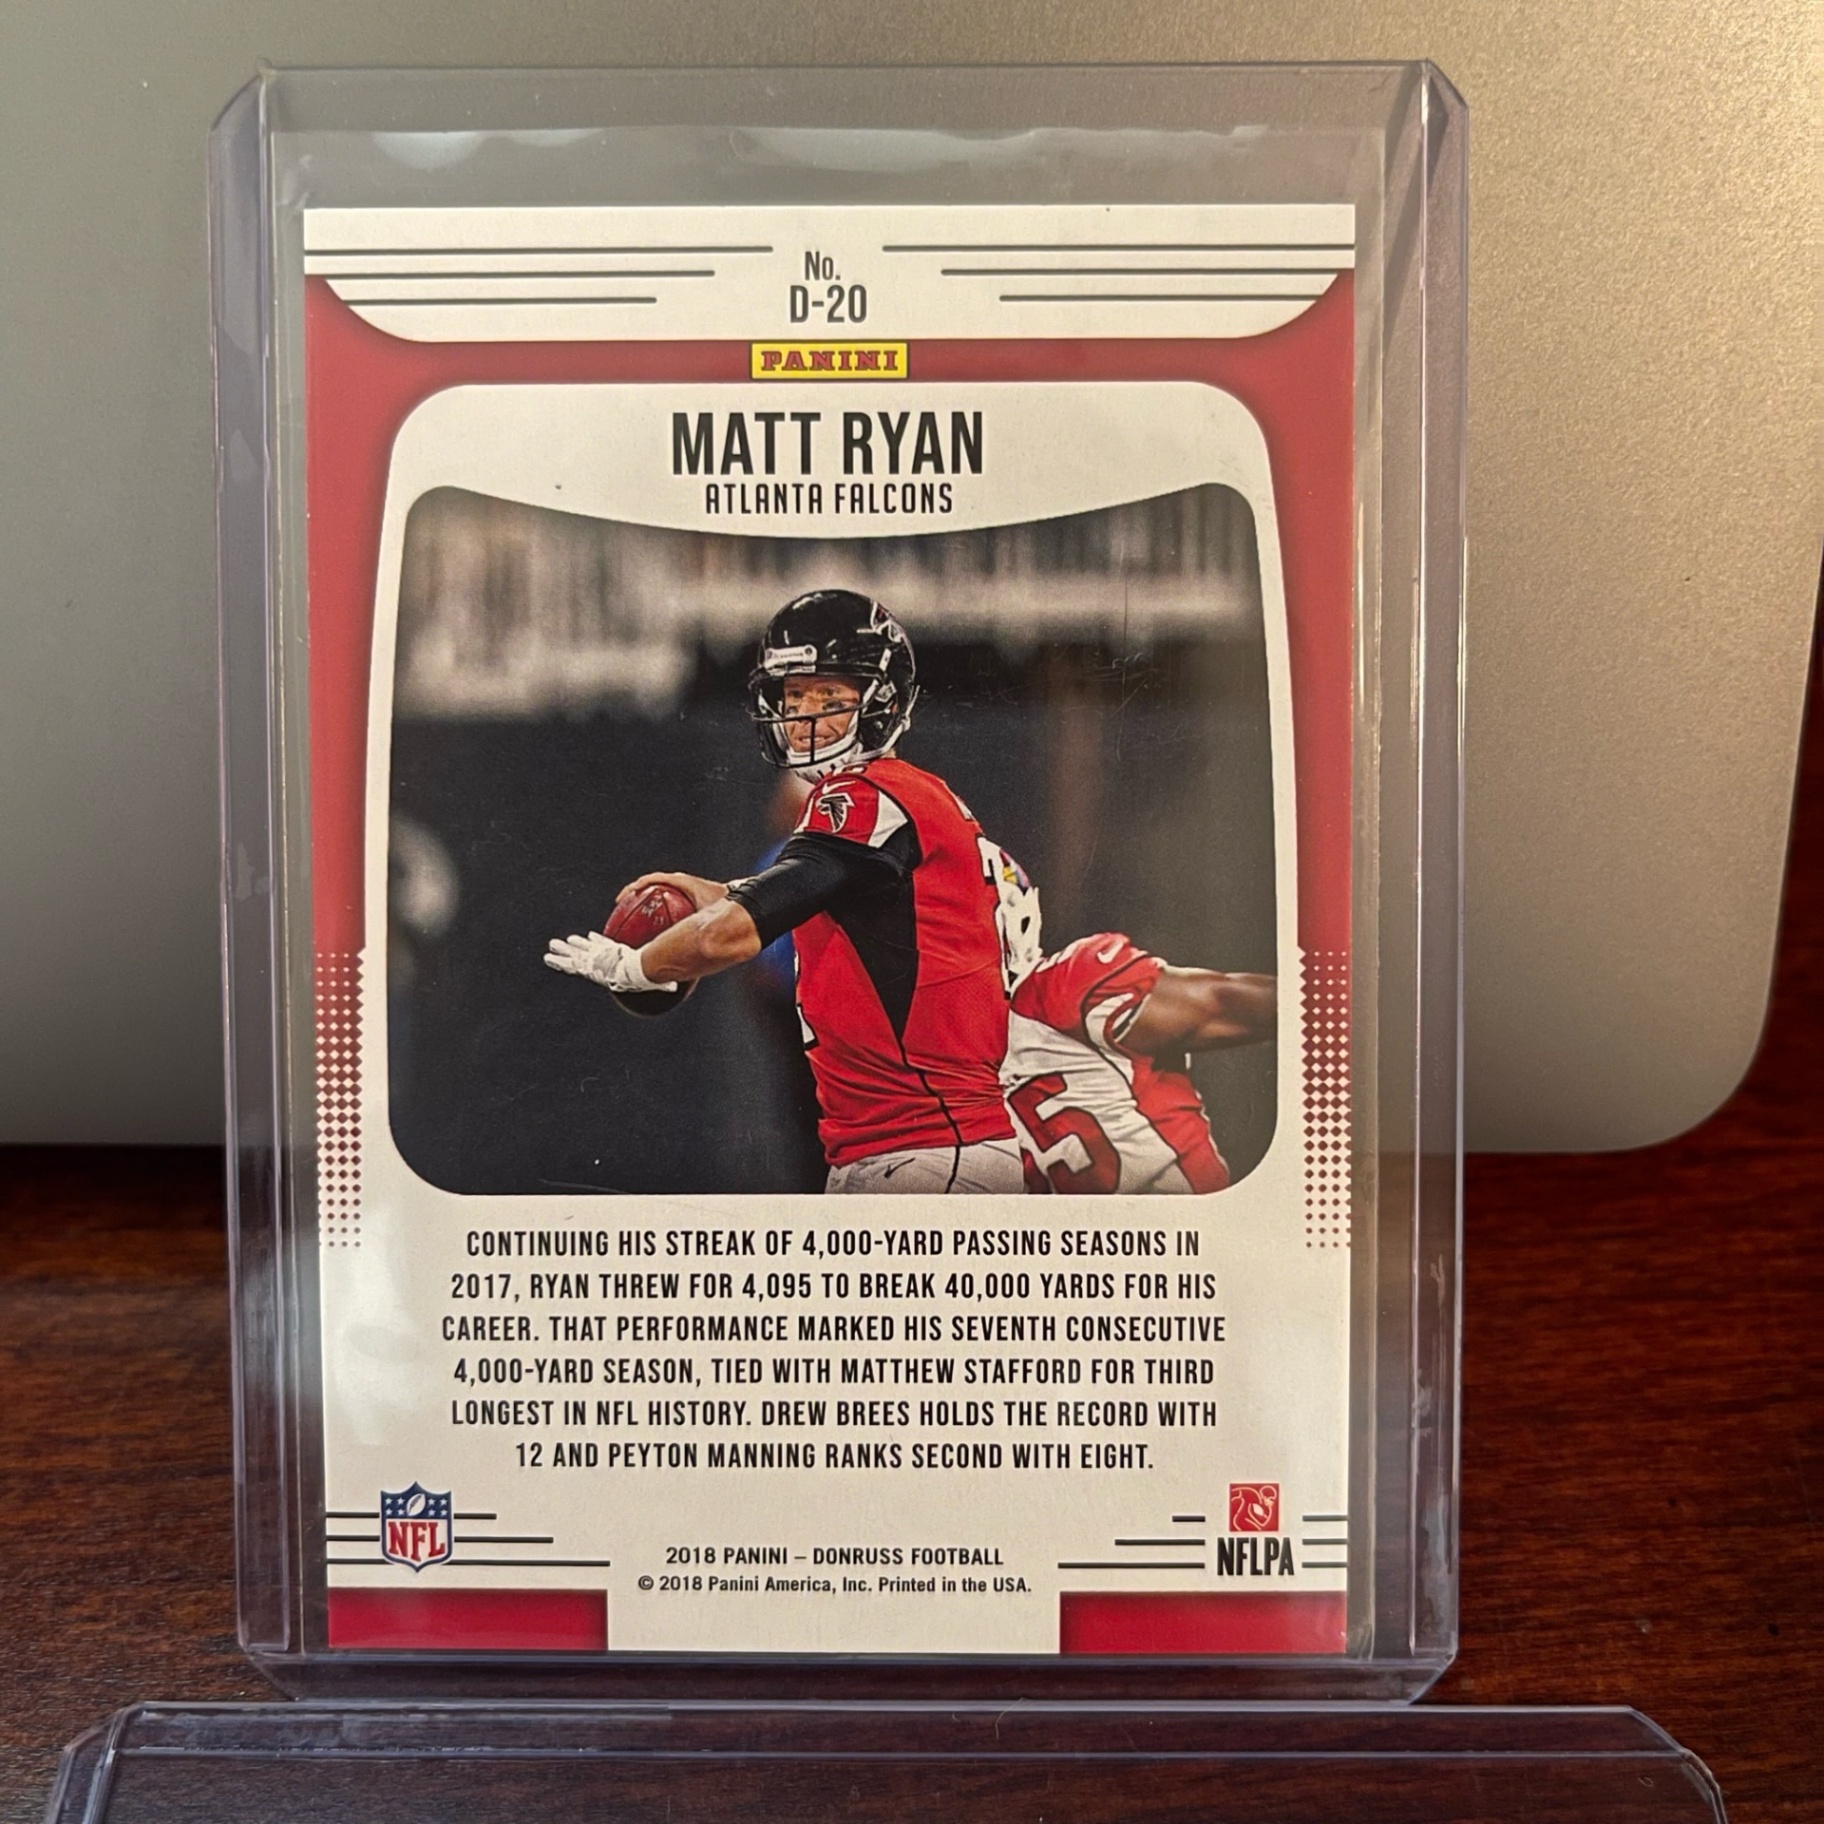 No.
D-20
PANINI
MATT RYAN
ATLANTA FALCONS
CONTINUING HIS STREAK OF 4,000-YARD PASSING SEASONS IN
2017, RYAN THREW FOR 4,095 TO BREAK 40,000 YARDS FOR HIS
CAREER. THAT PERFORMANCE MARKED HIS SEVENTH CONSECUTIVE
4,000-YARD SEASON, TIED WITH MATTHEW STAFFORD FOR THIRD
LONGEST IN NFL HISTORY. DREW BREES HOLDS THE RECORD WITH
12 AND PEYTON MANNING RANKS SECOND WITH EIGHT.
NFL
NFLPA
2018 PANINI – DONRUSS FOOTBALL
© 2018 Panini America, Inc. Printed in the USA.